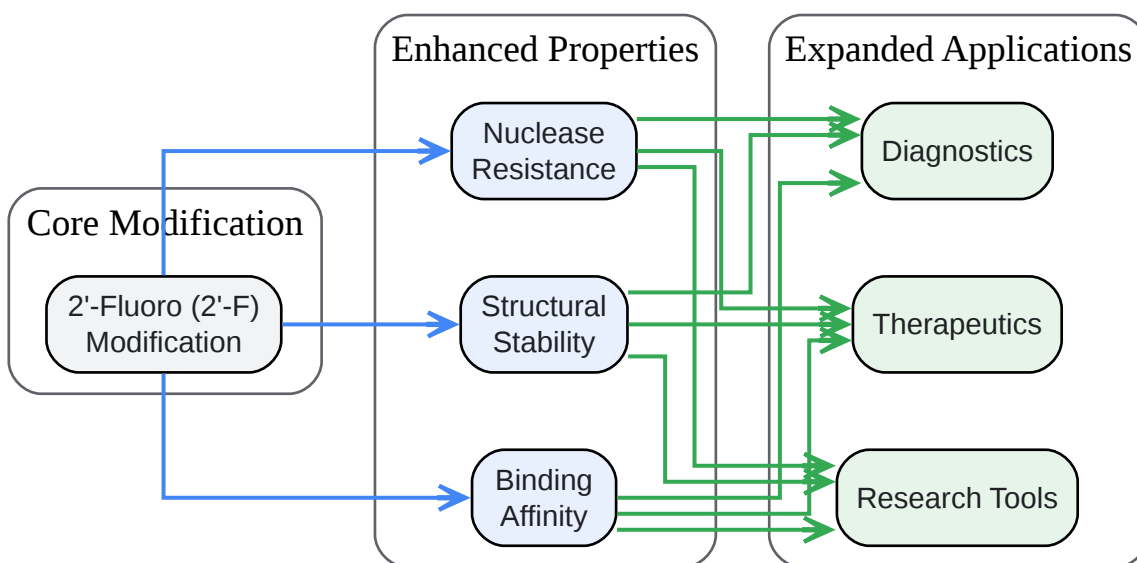 Enhanced Properties
Expanded Applications
Nuclease
Resistance
Diagnostics
Core Modification
2'-Fluoro (2'-F)
Modification
Structural
Stability
Therapeutics
Binding
Affinity
Research Tools